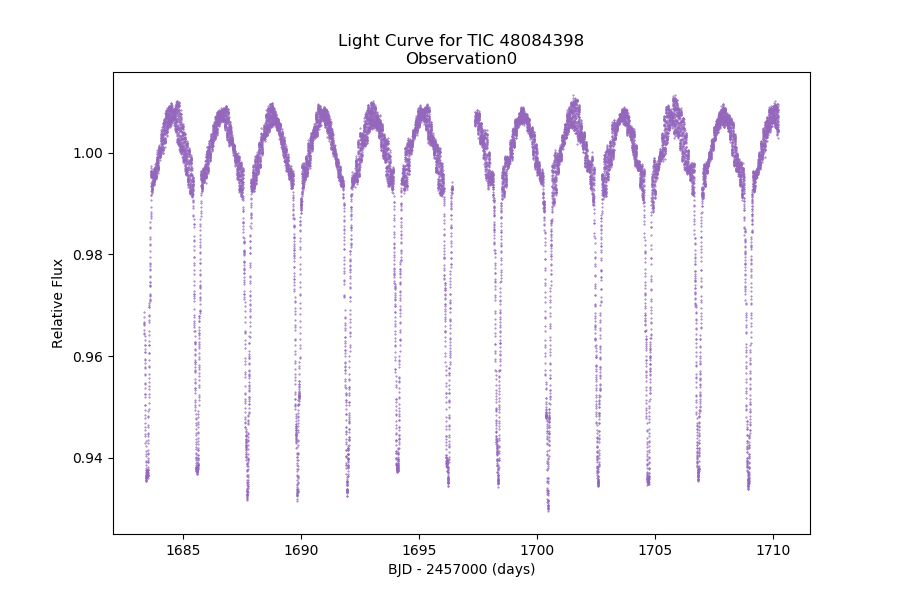 Light Curve for TIC 48084398
Observation0
1.00
0.98
0.96
0.94
Relative Flux
1685 1690 1695 1700 1705 1710
BJD - 2457000 (days)